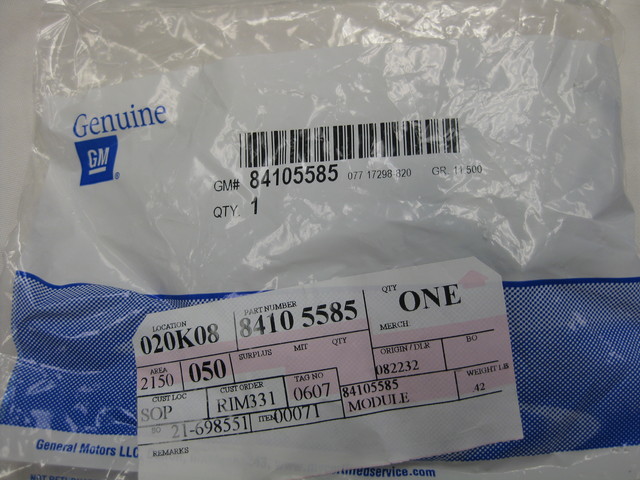 Genuine
GM
GM# 84105585 077 17298 820 GR. 11.500
QTY. 1
LOCATION
020K08
PART NUMBER
8410 5585
QTY
ONE
MERCH
AREA
2150
050
SURPLUS MIT QTY
ORIGIN / DLR
082232
BO
CUST LOC
SOP
CUST ORDER
RIM331
TAG NO
0607
84105585
MODULE
WEIGHT LB
.42
SO 21-698551 ITEM 00071
REMARKS
General Motors LLC